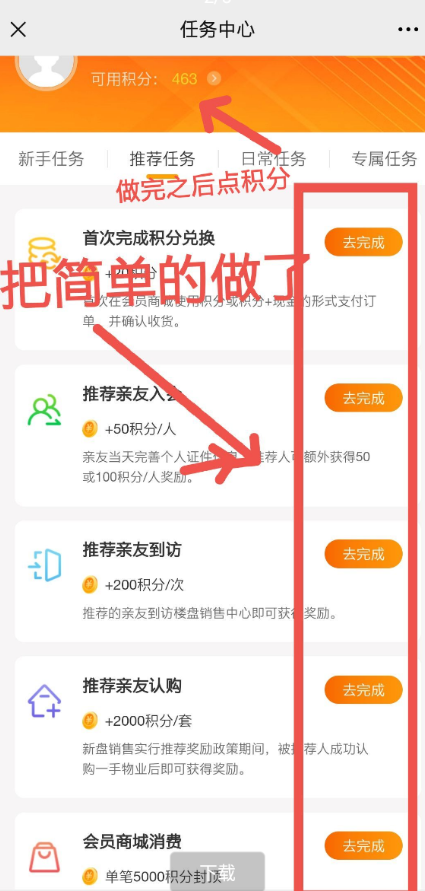 任务中心
可用积分： 463
新手任务 推荐任务 日常任务 专属任务
做完之后点积分
首次完成积分兑换
去完成
把简单的做了
首次在会员商城使用积分或积分+现金的形式支付订
单，并确认收货。
推荐亲友入会
去完成
+50积分/人
亲友当天完善个人证件 推荐人可额外获得50
或100积分/人奖励。
推荐亲友到访
去完成
+200积分/次
推荐的亲友到访楼盘销售中心即可获得奖励。
推荐亲友认购
去完成
+2000积分/套
新盘销售实行推荐奖励政策期间，被推荐人成功认
购一手物业后即可获得奖励。
会员商城消费
去完成
单笔5000积分封顶
下载